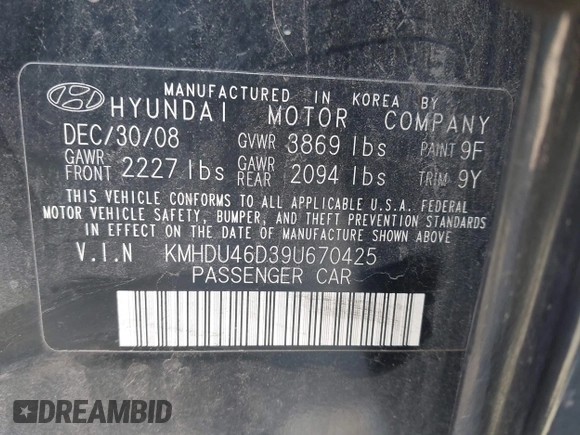 MANUFACTURED IN KOREA BY
HYUNDAI MOTOR COMPANY
DEC/30/08 GVWR 3869 lbs PAINT 9F
GAWR FRONT 2227 lbs GAWR REAR 2094 lbs TRIM 9Y
THIS VEHICLE CONFORMS TO ALL APPLICABLE U.S.A. FEDERAL
MOTOR VEHICLE SAFETY, BUMPER, AND THEFT PREVENTION STANDARDS
IN EFFECT ON THE DATE OF MANUFACTURE SHOWN
ABOVE.
V.I.N KMHDU46D39U670425
PASSENGER CAR
DREAMBID